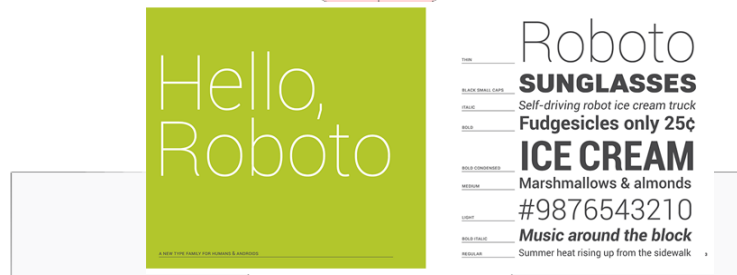 Hello,
Roboto
A NEW TYPE FAMILY FOR HUMANS & ANDROIDS
THIN
Roboto
BLACK SMALL CAPS
SUNGLASSES
ITALIC
Self-driving robot ice cream truck
BOLD
Fudgesicles only 25¢
BOLD CONDENSED
ICE CREAM
MEDIUM
Marshmallows & almonds
LIGHT
#9876543210
BOLD ITALIC
Music around the block
REGULAR
Summer heat rising up from the sidewalk